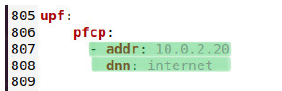 805 upf:
806     pfcp:
807       - addr: 10.0.2.20
808         dnn: internet
809